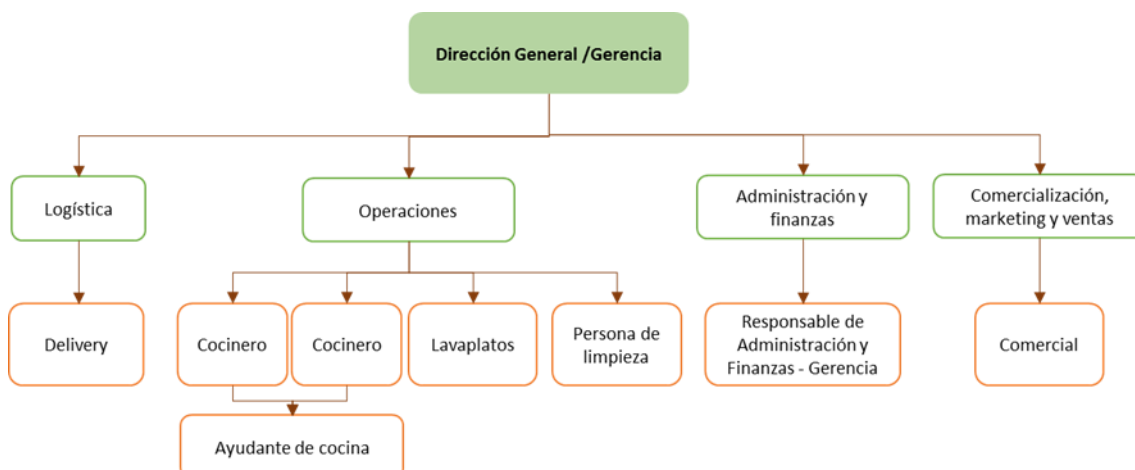 Dirección General /Gerencia
Logística
Operaciones
Administración y
finanzas
Comercialización,
marketing y ventas
Delivery
Cocinero
Cocinero
Lavaplatos
Persona de
limpieza
Responsable de
Administración y
Finanzas - Gerencia
Comercial
Ayudante de cocina